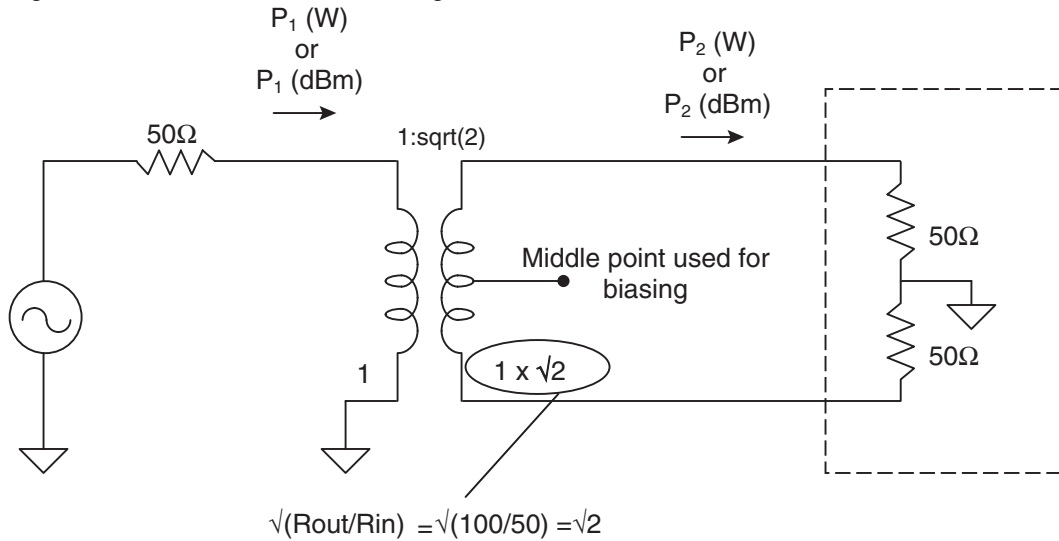 P₁ (W)
or
P₁ (dBm)
P₂ (W)
or
P₂ (dBm)
50Ω
1:sqrt(2)
50Ω
Middle point used for
biasing
50Ω
1
1 x √2
√(Rout/Rin) =√(100/50) =√2